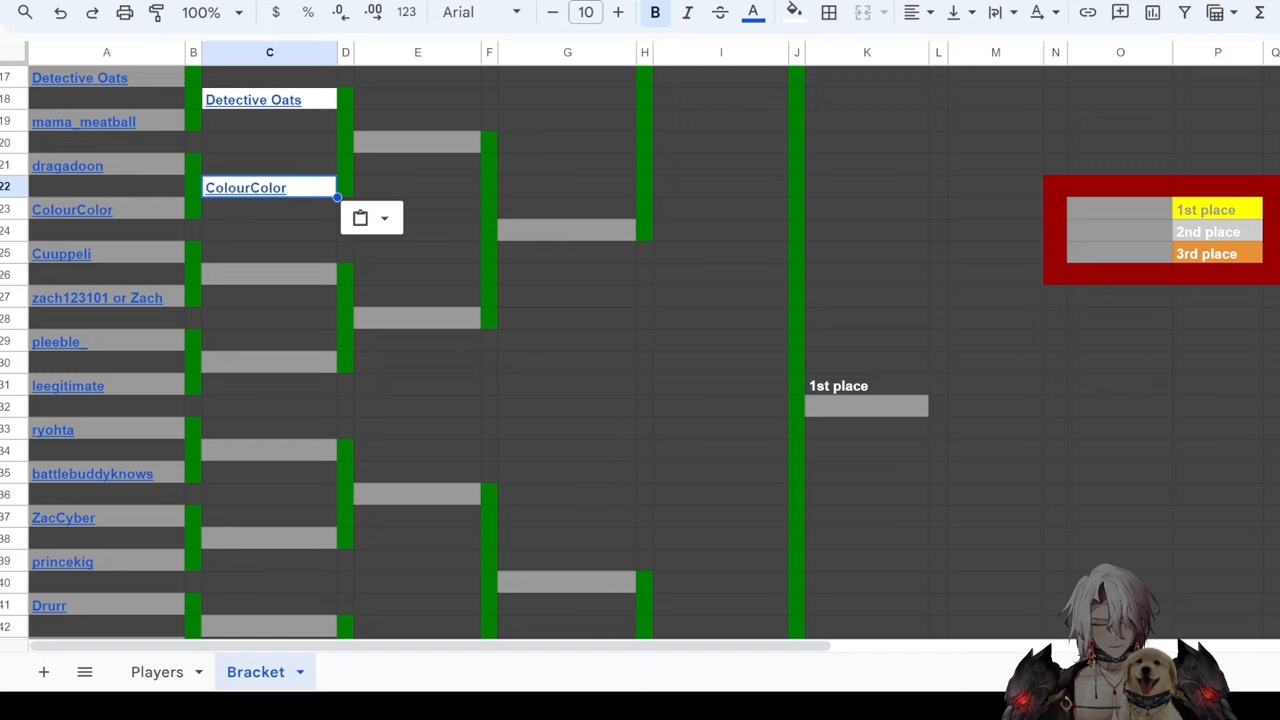 100% $ % .0 .00 123 Arial 10 B I A A Σ
A B C D E F G H I J K L M N O P Q
17 Detective Oats
18 Detective Oats
19 mama_meatball
20
21 dragadoon
22 ColourColor
23 ColourColor 1st place
24 2nd place
25 Cuuppeli 3rd place
26
27 zach123101 or Zach
28
29 pleeble_
30
31 leegitimate 1st place
32
33 ryohta
34
35 battlebuddyknows
36
37 ZacCyber
38
39 princekig
40
41 Drurr
42
Players Bracket